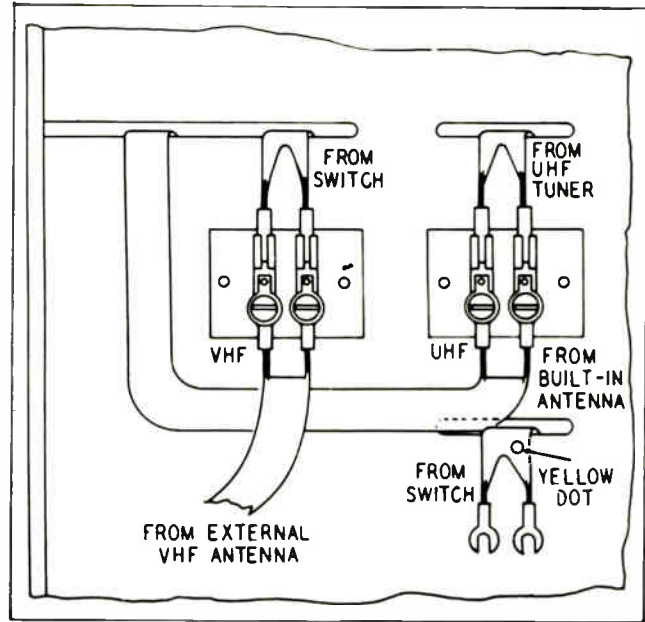 FROM
SWITCH
FROM
UHF
TUNER
VHF
UHF
FROM
BUILT-IN
ANTENNA
FROM
SWITCH
YELLOW
DOT
FROM EXTERNAL
VHF ANTENNA